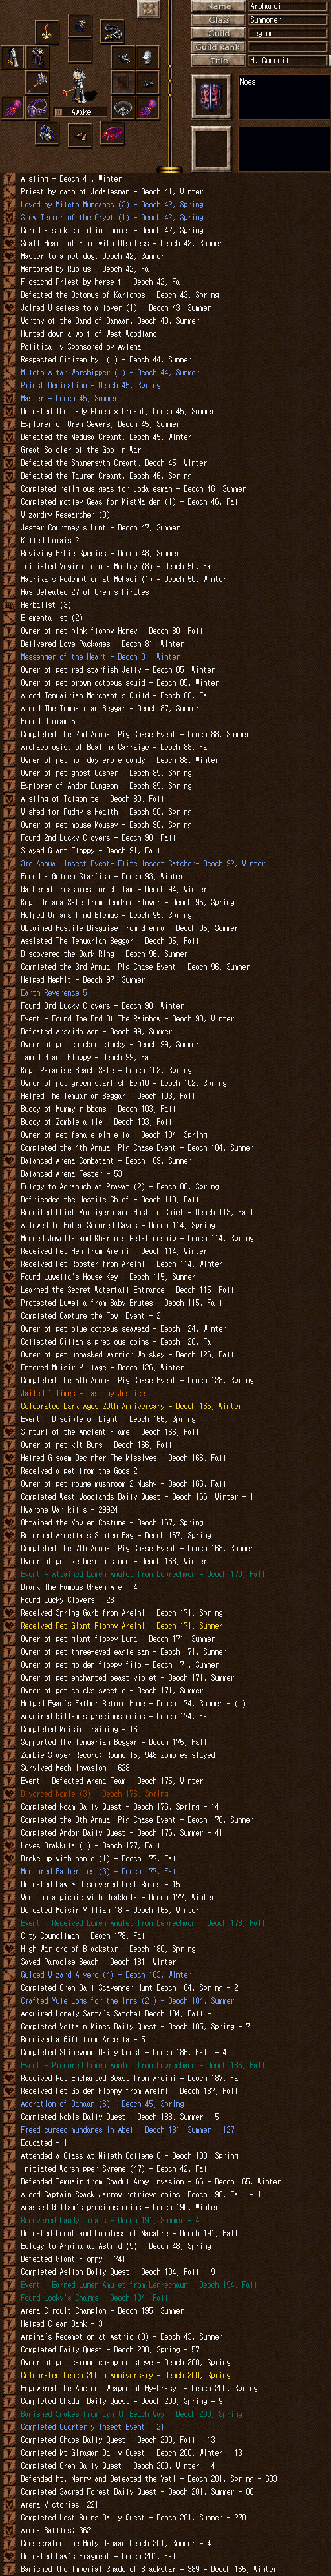 Name Arohanui
Class Summoner
Guild Legion
Guild Rank
Title H. Council
Noes
Awake
Aisling - Deoch 41, Winter
Priest by oath of Jodalesman - Deoch 41, Winter
Loved by Mileth Mundanes (3) - Deoch 42, Spring
Slew Terror of the Crypt (1) - Deoch 42, Spring
Cured a sick child in Loures - Deoch 42, Spring
Small Heart of Fire with Ulseless - Deoch 42, Summer
Master to a pet dog, Deoch 42, Summer
Mentored by Rubius - Deoch 42, Fall
Fiosachd Priest by herself - Deoch 42, Fall
Defeated the Octopus of Karlopos - Deoch 43, Spring
Joined Ulseless to a lover (1) - Deoch 43, Summer
Worthy of the Band of Danaan, Deoch 43, Summer
Hunted down a wolf of West Woodland
Politically Sponsored by Aylena
Respected Citizen by  (1) - Deoch 44, Summer
Mileth Altar Worshipper (1) - Deoch 44, Summer
Priest Dedication - Deoch 45, Spring
Master - Deoch 45, Summer
Defeated the Lady Phoenix Creant, Deoch 45, Summer
Explorer of Oren Sewers, Deoch 45, Summer
Defeated the Medusa Creant, Deoch 45, Winter
Great Soldier of the Goblin War
Defeated the Shamensyth Creant, Deoch 45, Winter
Defeated the Tauren Creant, Deoch 46, Spring
Completed religious geas for Jodalesman - Deoch 46, Summer
Completed motley Geas for MistMaiden (1) - Deoch 46, Fall
Wizardry Researcher (3)
Jester Courtney's Hunt - Deoch 47, Summer
Killed Lorais 2
Reviving Erbie Species - Deoch 48, Summer
Initiated Yogiro into a Motley (8) - Deoch 50, Fall
Matrika's Redemption at Mehadi (1) - Deoch 50, Winter
Has Defeated 27 of Oren's Pirates
Herbalist (3)
Elementalist (2)
Owner of pet pink floppy Honey - Deoch 80, Fall
Delivered Love Packages - Deoch 81, Winter
Messenger of the Heart - Deoch 81, Winter
Owner of pet red starfish Jelly - Deoch 85, Winter
Owner of pet brown octopus squid - Deoch 85, Winter
Aided Temuairian Merchant's Guild - Deoch 86, Fall
Aided The Temuairian Beggar - Deoch 87, Summer
Found Dioram 5
Completed the 2nd Annual Pig Chase Event - Deoch 88, Summer
Archaeologist of Beal na Carraige - Deoch 88, Fall
Owner of pet holiday erbie candy - Deoch 88, Winter
Owner of pet ghost Casper - Deoch 89, Spring
Explorer of Andor Dungeon - Deoch 89, Spring
Aisling of Talgonite - Deoch 89, Fall
Wished for Pudgy's Health - Deoch 90, Spring
Owner of pet mouse Mousey - Deoch 90, Spring
Found 2nd Lucky Clovers - Deoch 90, Fall
Slayed Giant Floppy - Deoch 91, Fall
3rd Annual Insect Event- Elite Insect Catcher- Deoch 92, Winter
Found a Golden Starfish - Deoch 93, Winter
Gathered Treasures for Gillam - Deoch 94, Winter
Kept Oriana Safe from Dendron Flower - Deoch 95, Spring
Helped Oriana find Elemus - Deoch 95, Spring
Obtained Hostile Disguise from Glenna - Deoch 95, Summer
Assisted The Temuairian Beggar - Deoch 95, Fall
Discovered the Dark Ring - Deoch 96, Summer
Completed the 3rd Annual Pig Chase Event - Deoch 96, Summer
Helped Mephit - Deoch 97, Summer
Earth Reverence 5
Found 3rd Lucky Clovers - Deoch 98, Winter
Event - Found The End Of The Rainbow - Deoch 98, Winter
Defeated Arsaidh Aon - Deoch 99, Summer
Owner of pet chicken clucky - Deoch 99, Summer
Tamed Giant Floppy - Deoch 99, Fall
Kept Paradise Beach Safe - Deoch 102, Spring
Owner of pet green starfish Ben10 - Deoch 102, Spring
Helped The Temuairian Beggar - Deoch 103, Fall
Buddy of Mummy ribbons - Deoch 103, Fall
Buddy of Zombie allie - Deoch 103, Fall
Owner of pet female pig ella - Deoch 104, Spring
Completed the 4th Annual Pig Chase Event - Deoch 104, Summer
Balanced Arena Combatant - Deoch 109, Summer
Balanced Arena Tester - 53
Eulogy to Adranuch at Pravat (2) - Deoch 80, Spring
Befriended the Hostile Chief - Deoch 113, Fall
Reunited Chief Vortigern and Hostile Chief - Deoch 113, Fall
Allowed to Enter Secured Caves - Deoch 114, Spring
Mended Jovella and Kharlo's Relationship - Deoch 114, Spring
Received Pet Hen from Areini - Deoch 114, Winter
Received Pet Rooster from Areini - Deoch 114, Winter
Found Luvella's House Key - Deoch 115, Summer
Learned the Secret Waterfall Entrance - Deoch 115, Fall
Protected Luvella from Baby Brutes - Deoch 115, Fall
Completed Capture the Fowl Event - 2
Owner of pet blue octopus seaweed - Deoch 124, Winter
Collected Gillam's precious coins - Deoch 126, Fall
Owner of pet unmasked warrior Whiskey - Deoch 126, Fall
Entered Muisir Village - Deoch 126, Winter
Completed the 5th Annual Pig Chase Event - Deoch 128, Spring
Jailed 1 times - last by Justice
Celebrated Dark Ages 20th Anniversary - Deoch 165, Winter
Event - Disciple of Light - Deoch 166, Spring
Sinturi of the Ancient Flame - Deoch 166, Fall
Owner of pet kit Buns - Deoch 166, Fall
Helped Gisaem Decipher The Missives - Deoch 166, Fall
Received a pet from the Gods 2
Owner of pet rouge mushroom 2 Mushy - Deoch 166, Fall
Completed West Woodlands Daily Quest - Deoch 166, Winter - 1
Hwarone War kills - 29924
Obtained the Yowien Costume - Deoch 167, Spring
Returned Arcella's Stolen Bag - Deoch 167, Spring
Completed the 7th Annual Pig Chase Event - Deoch 168, Summer
Owner of pet kelberoth simon - Deoch 168, Winter
Event - Attained Lumen Amulet from Leprechaun - Deoch 170, Fall
Drank The Famous Green Ale - 4
Found Lucky Clovers - 28
Received Spring Garb from Areini - Deoch 171, Spring
Received Pet Giant Floppy Areini - Deoch 171, Summer
Owner of pet giant floppy Luna - Deoch 171, Summer
Owner of pet three-eyed eagle sam - Deoch 171, Summer
Owner of pet golden floppy filo - Deoch 171, Summer
Owner of pet enchanted beast violet - Deoch 171, Summer
Owner of pet chicks sweetie - Deoch 171, Summer
Helped Egan's Father Return Home - Deoch 174, Summer - (1)
Acquired Gillam's precious coins - Deoch 174, Fall
Completed Muisir Training - 16
Supported The Temuairian Beggar - Deoch 175, Fall
Zombie Slayer Record: Round 15, 948 zombies slayed
Survived Mech Invasion - 628
Event - Defeated Arena Team - Deoch 175, Winter
Divorced Nomie (3) - Deoch 176, Spring
Completed Noam Daily Quest - Deoch 176, Spring - 14
Completed the 8th Annual Pig Chase Event - Deoch 176, Summer
Completed Andor Daily Quest - Deoch 176, Summer - 41
Loves Drakkula (1) - Deoch 177, Fall
Broke up with nomie (1) - Deoch 177, Fall
Mentored FatherLies (3) - Deoch 177, Fall
Defeated Law & Discovered Lost Ruins - 15
Went on a picnic with Drakkula - Deoch 177, Winter
Defeated Muisir Villian 18 - Deoch 165, Winter
Event - Received Lumen Amulet from Leprechaun - Deoch 178, Fall
City Councilman - Deoch 178, Fall
High Warlord of Blackstar - Deoch 180, Spring
Saved Paradise Beach - Deoch 181, Winter
Guided Wizard Alvero (4) - Deoch 183, Winter
Completed Oren Ball Scavenger Hunt Deoch 184, Spring - 2
Crafted Yule Logs for the Inns (21) - Deoch 184, Summer
Acquired Lonely Santa's Satchel Deoch 184, Fall - 1
Completed Veltain Mines Daily Quest - Deoch 185, Spring - 7
Received a Gift from Arcella - 51
Completed Shinewood Daily Quest - Deoch 186, Fall - 4
Event - Procured Lumen Amulet from Leprechaun - Deoch 186, Fall
Received Pet Enchanted Beast from Areini - Deoch 187, Fall
Received Pet Golden Floppy from Areini - Deoch 187, Fall
Adoration of Danaan (6) - Deoch 45, Spring
Completed Nobis Daily Quest - Deoch 188, Summer - 5
Freed cursed mundanes in Abel - Deoch 181, Summer - 127
Educated - 1
Attended a Class at Mileth College 8 - Deoch 180, Spring
Initiated Worshipper Syrene (47) - Deoch 42, Fall
Defended Temuair from Chadul Army Invasion - 66 - Deoch 165, Winter
Aided Captain Spack Jarrow retrieve coins  Deoch 190, Fall - 1
Amassed Gillam's precious coins - Deoch 190, Winter
Recovered Candy Treats - Deoch 191, Summer - 4
Defeated Count and Countess of Macabre - Deoch 191, Fall
Eulogy to Arpina at Astrid (9) - Deoch 48, Spring
Defeated Giant Floppy - 741
Completed Asilon Daily Quest - Deoch 194, Fall - 9
Event - Earned Lumen Amulet from Leprechaun - Deoch 194, Fall
Found Locky's Charms - Deoch 194, Fall
Arena Circuit Champion - Deoch 195, Summer
Helped Clean Bank - 3
Arpina's Redemption at Astrid (8) - Deoch 43, Summer
Completed Daily Quest - Deoch 200, Spring - 57
Owner of pet carnun champion steve - Deoch 200, Spring
Celebrated Deoch 200th Anniversary - Deoch 200, Spring
Empowered the Ancient Weapon of Hy-brasyl - Deoch 200, Spring
Completed Chadul Daily Quest - Deoch 200, Spring - 9
Banished Snakes from Lynith Beach Way - Deoch 200, Spring
Completed Quarterly Insect Event - 21
Completed Chaos Daily Quest - Deoch 200, Fall - 13
Completed Mt Giragan Daily Quest - Deoch 200, Winter - 13
Completed Oren Daily Quest - Deoch 200, Winter - 4
Defended Mt. Merry and Defeated the Yeti - Deoch 201, Spring - 633
Completed Sacred Forest Daily Quest - Deoch 201, Summer - 80
Arena Victories: 221
Completed Lost Ruins Daily Quest - Deoch 201, Summer - 278
Arena Battles: 362
Consecrated the Holy Danaan Deoch 201, Summer - 4
Defeated Law's Fragment - Deoch 201, Fall
Banished the Imperial Shade of Blackstar - 389 - Deoch 165, Winter